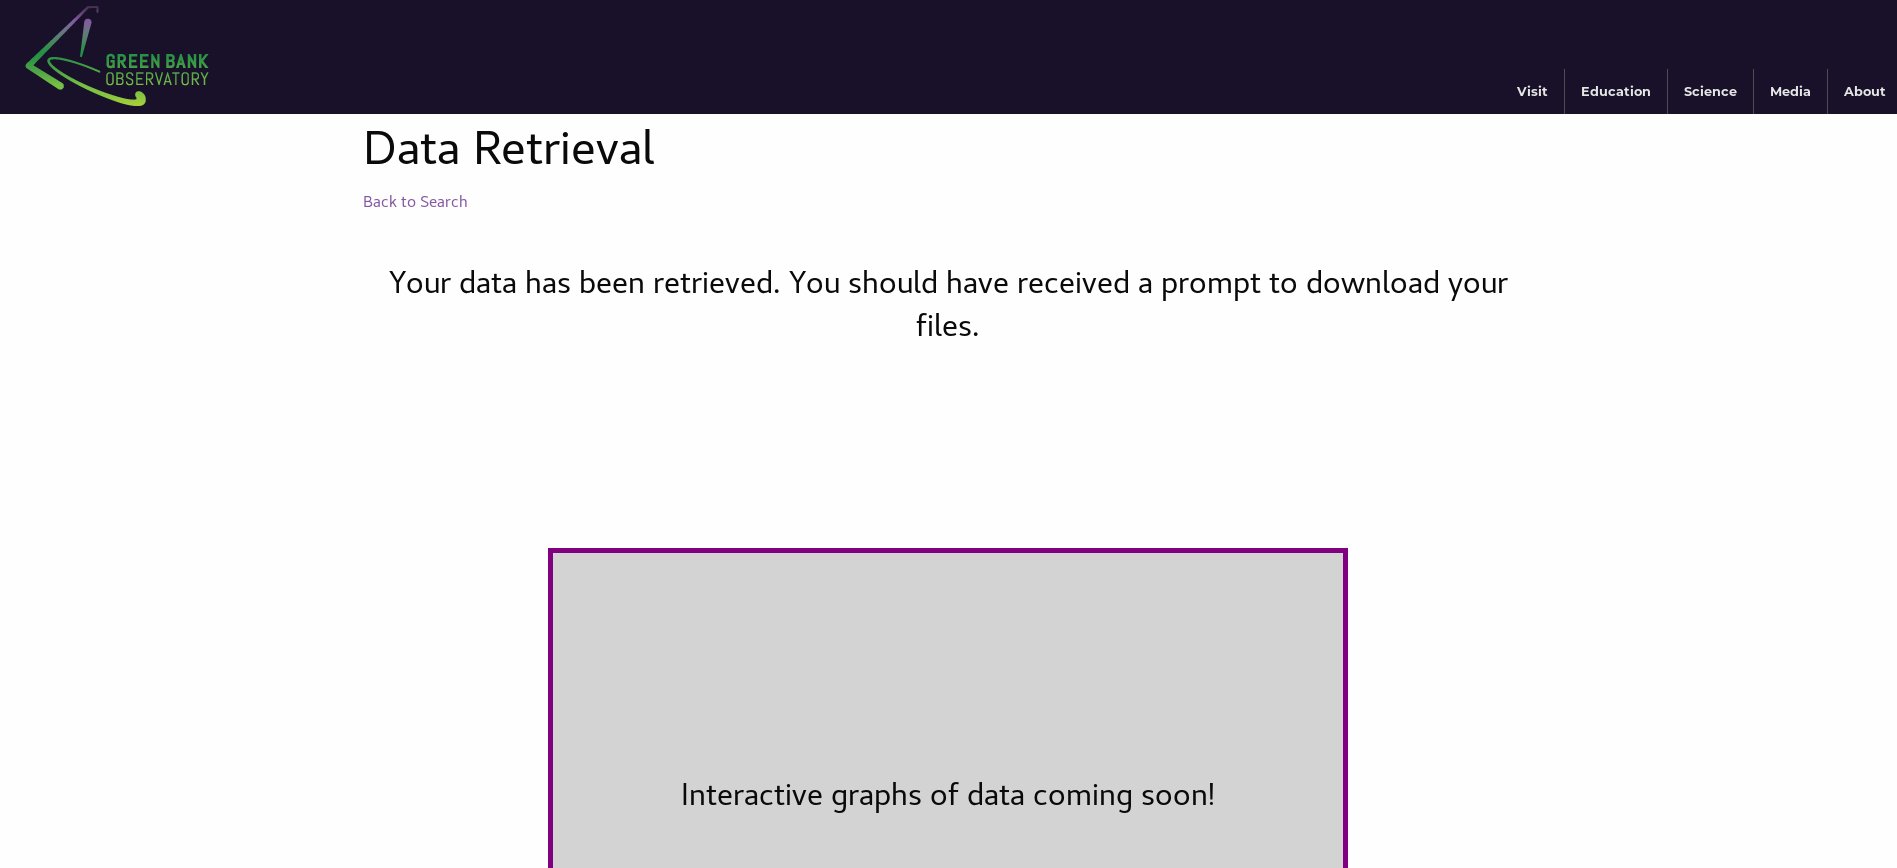 GREEN BANK
OBSERVATORY
Visit
Education
Science
Media
About
Data Retrieval
Back to Search
Your data has been retrieved. You should have received a prompt to download your
files.
Interactive graphs of data coming soon!